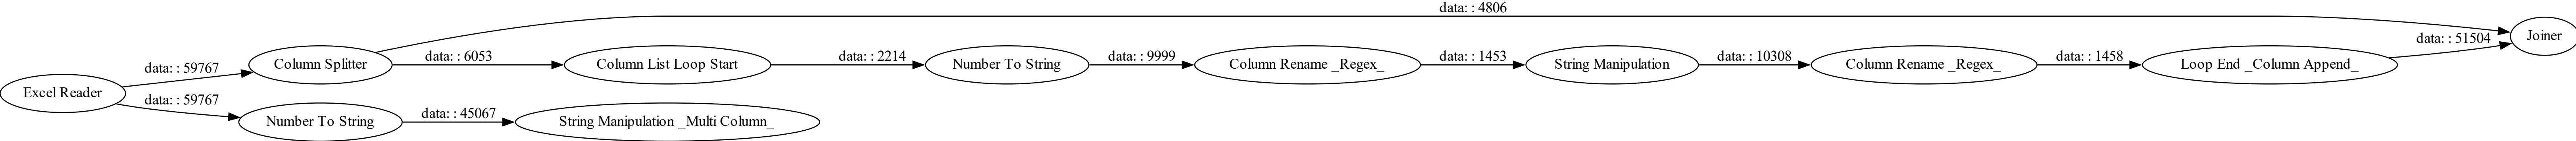 data: : 4806
Joiner
data: : 59767
Column Splitter
data: : 6053
Column List Loop Start
data: : 2214
Number To String
data: : 9999
Column Rename _Regex_
data: : 1453
String Manipulation
data: : 10308
Column Rename _Regex_
data: : 1458
Loop End _Column Append_
data: : 51504
Excel Reader
data: : 59767
Number To String
data: : 45067
String Manipulation _Multi Column_